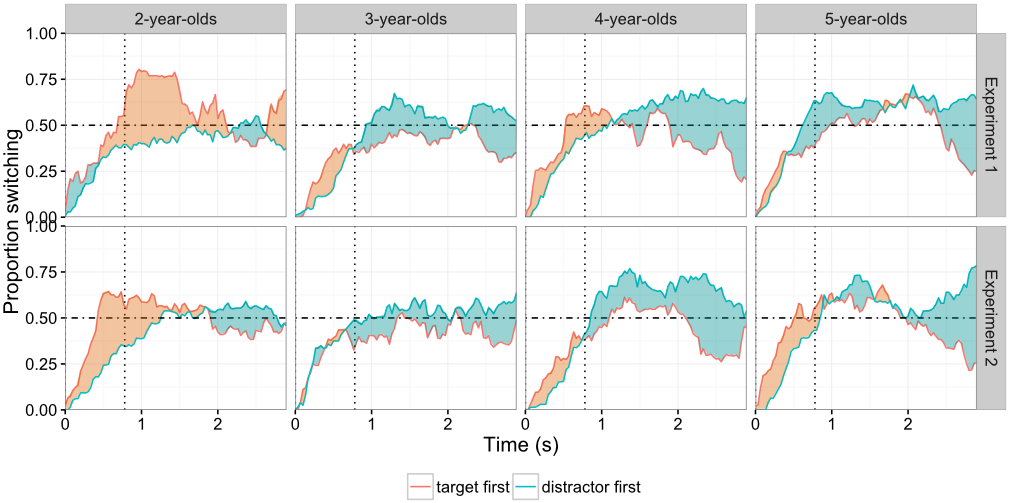 2-year-olds 3-year-olds 4-year-olds 5-year-olds
1.00
0.75
0.50
0.25
0.00
Experiment 1
1.00
0.75
0.50
0.25
0.00
Experiment 2
Proportion switching
0 1 2 0 1 2 0 1 2 0 1 2
Time (s)
target first distractor first